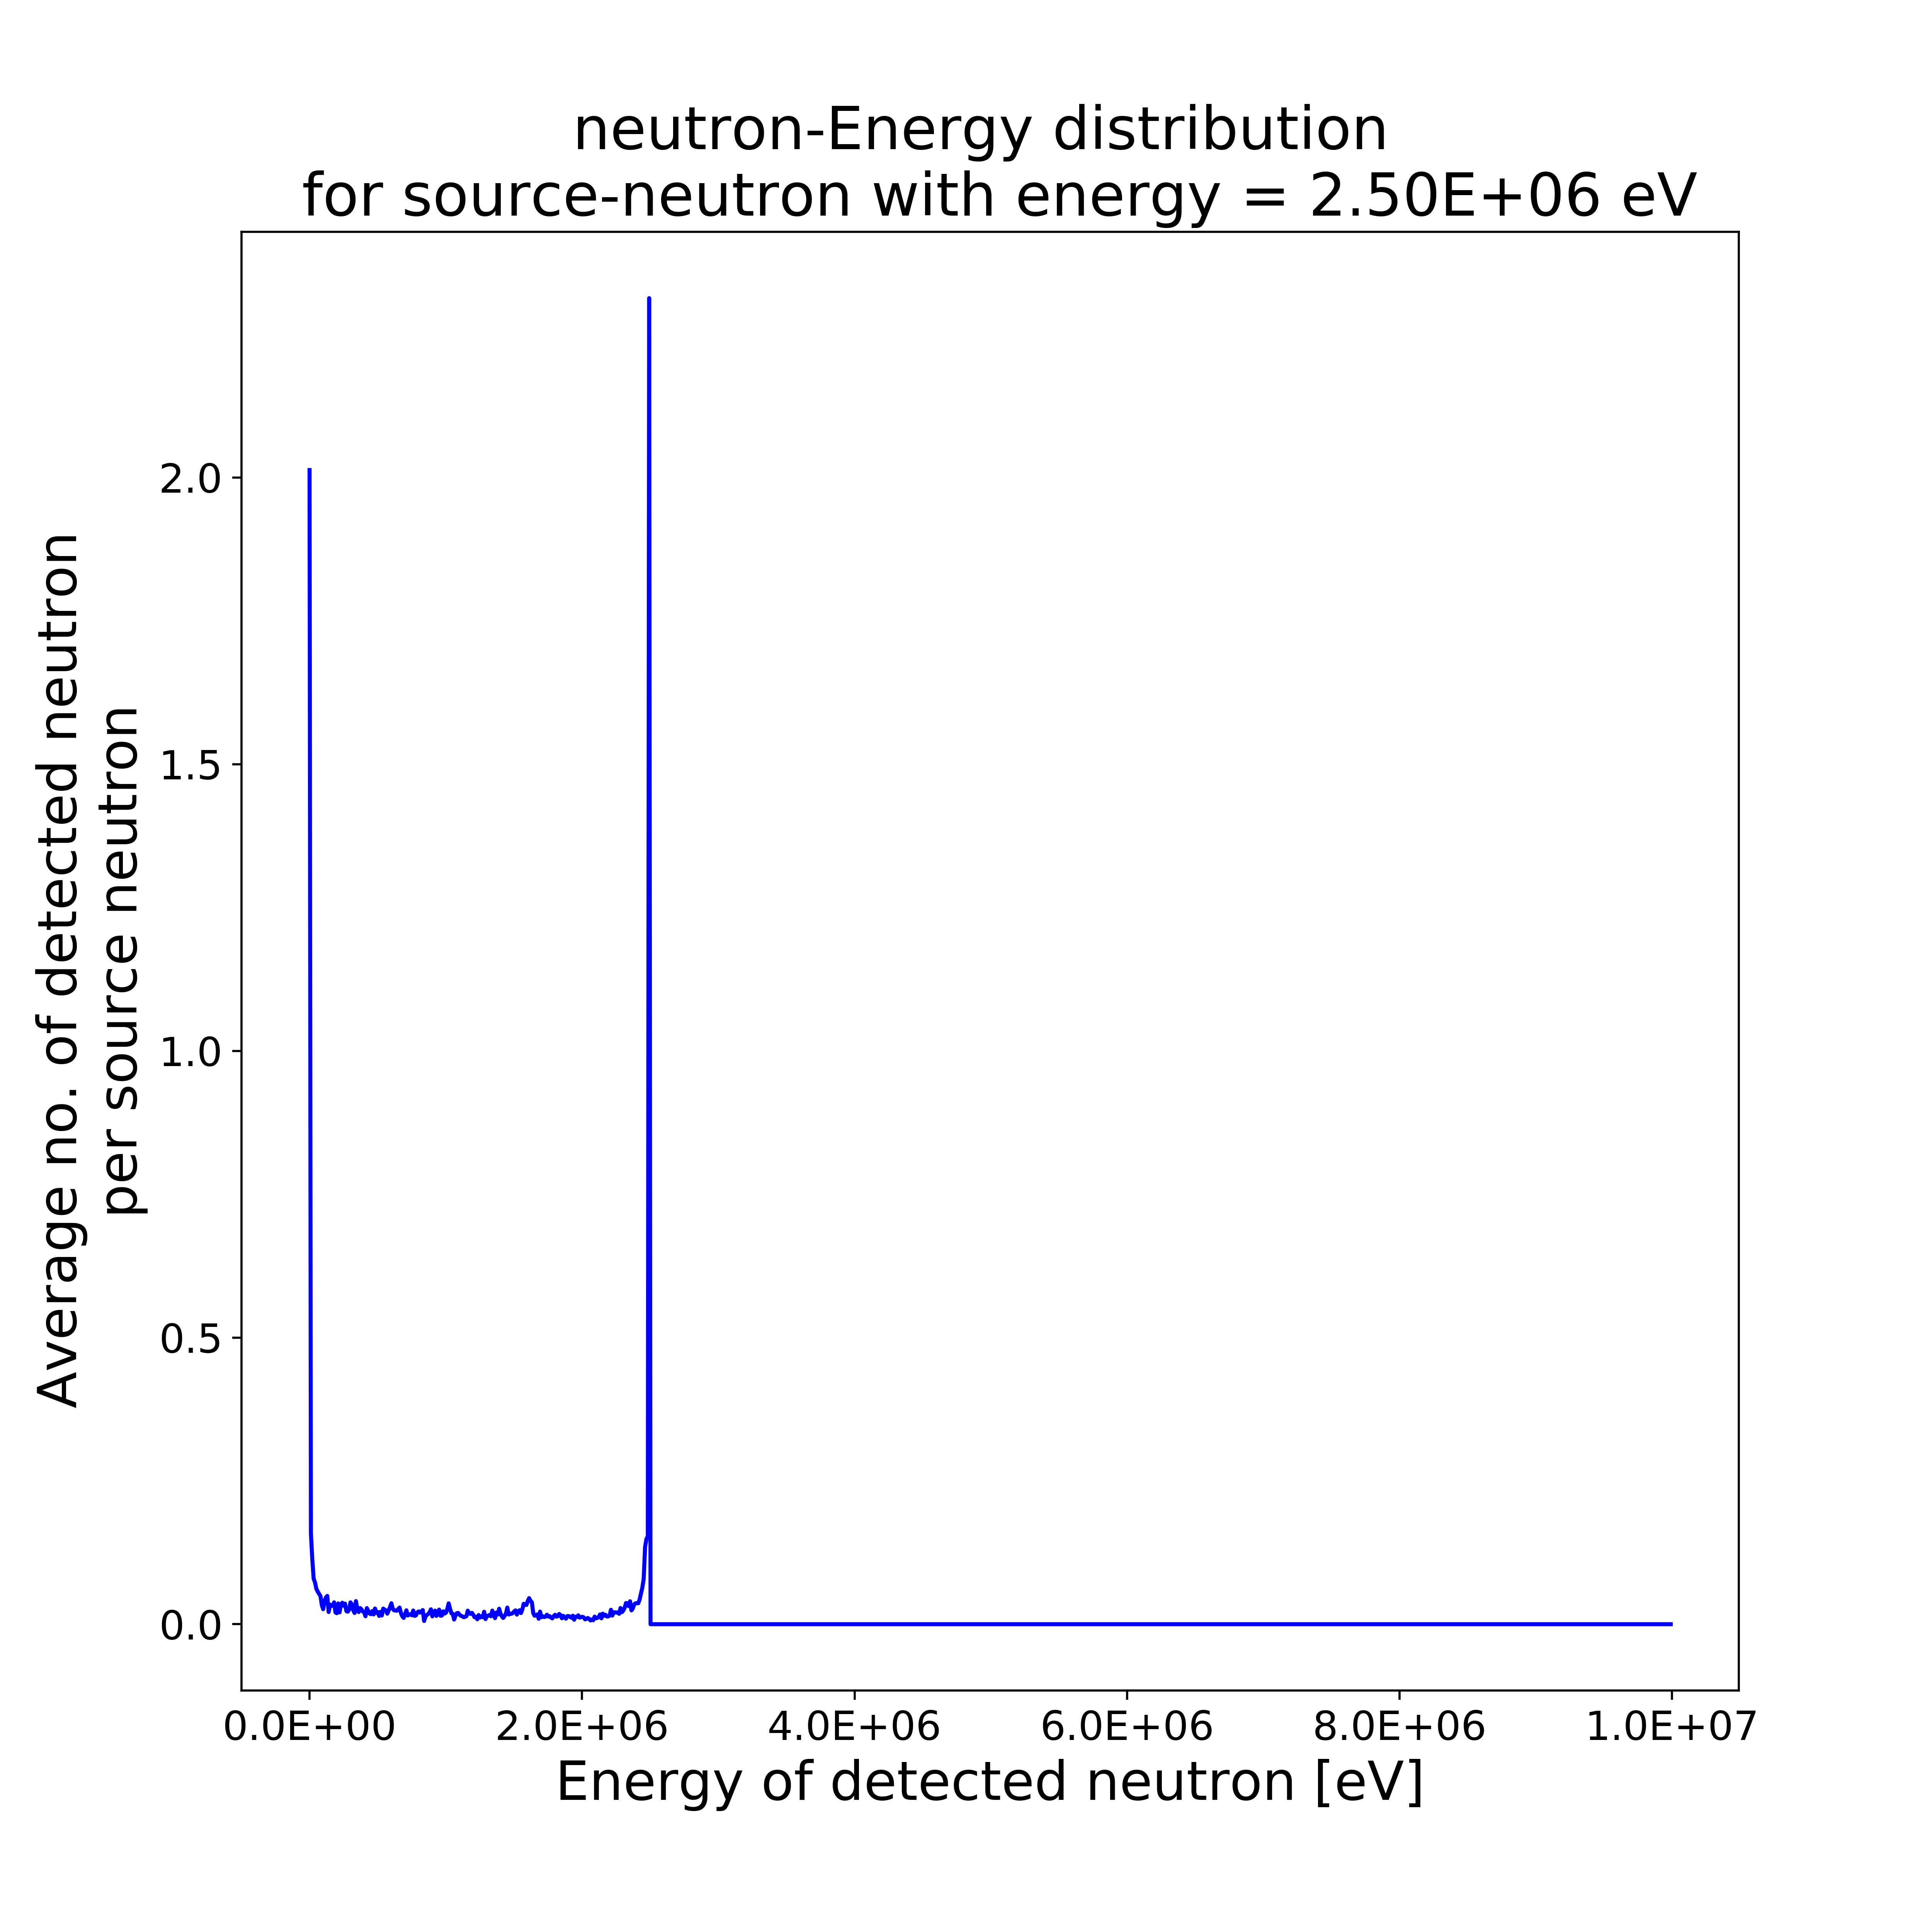 neutron-Energy distribution
for source-neutron with energy = 2.50E+06 eV
Average no. of detected neutron
per source neutron
2.0
1.5
1.0
0.5
0.0
0.0E+00 2.0E+06 4.0E+06 6.0E+06 8.0E+06 1.0E+07
Energy of detected neutron [eV]